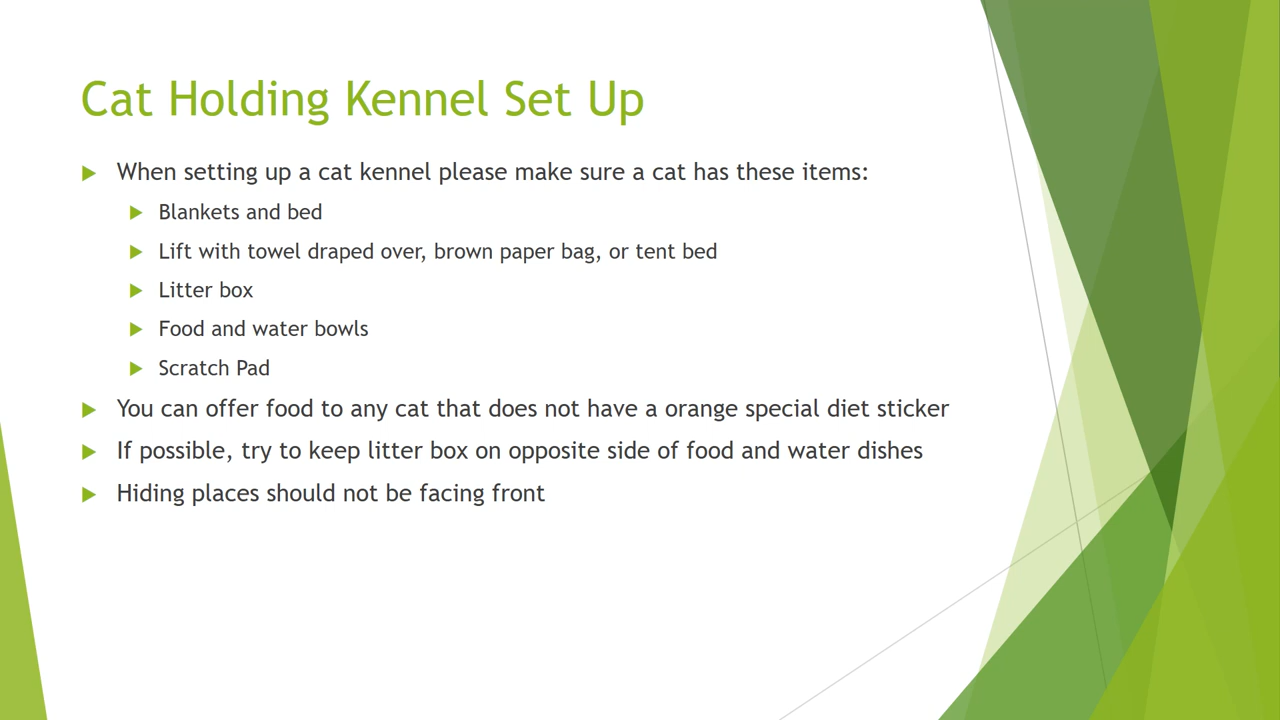 Cat Holding Kennel Set Up
When setting up a cat kennel please make sure a cat has these items:
Blankets and bed
Lift with towel draped over, brown paper bag, or tent bed
Litter box
Food and water bowls
Scratch Pad
You can offer food to any cat that does not have a orange special diet sticker
If possible, try to keep litter box on opposite side of food and water dishes
Hiding places should not be facing front